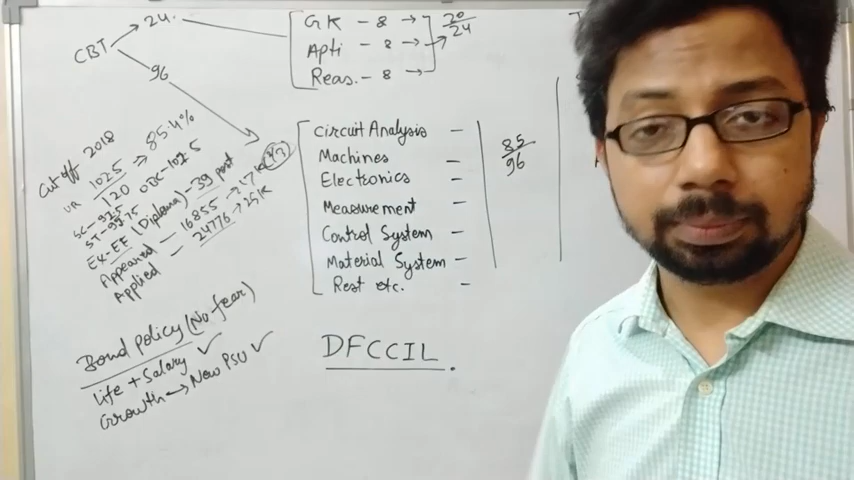 CBT
24.
96
GK - 8 →
Apti - 8 →
Reas. - 8 →
20/24
T
Cut off 2018
UR 102.5/120 → 85.4%
OBC-102.5
SC-92.5
ST-
EX-EE (Diploma) - 39 post
Appeared - 16855 → 17K
Applied - 24776 → 25K
Circuit Analysis -
Machines -
Electronics -
Measurement -
Control System -
Material System -
Rest etc. -
85/96
Bond policy (No fear)
Life + Salary ✓
Growth → New PSU ✓
DFCCIL.